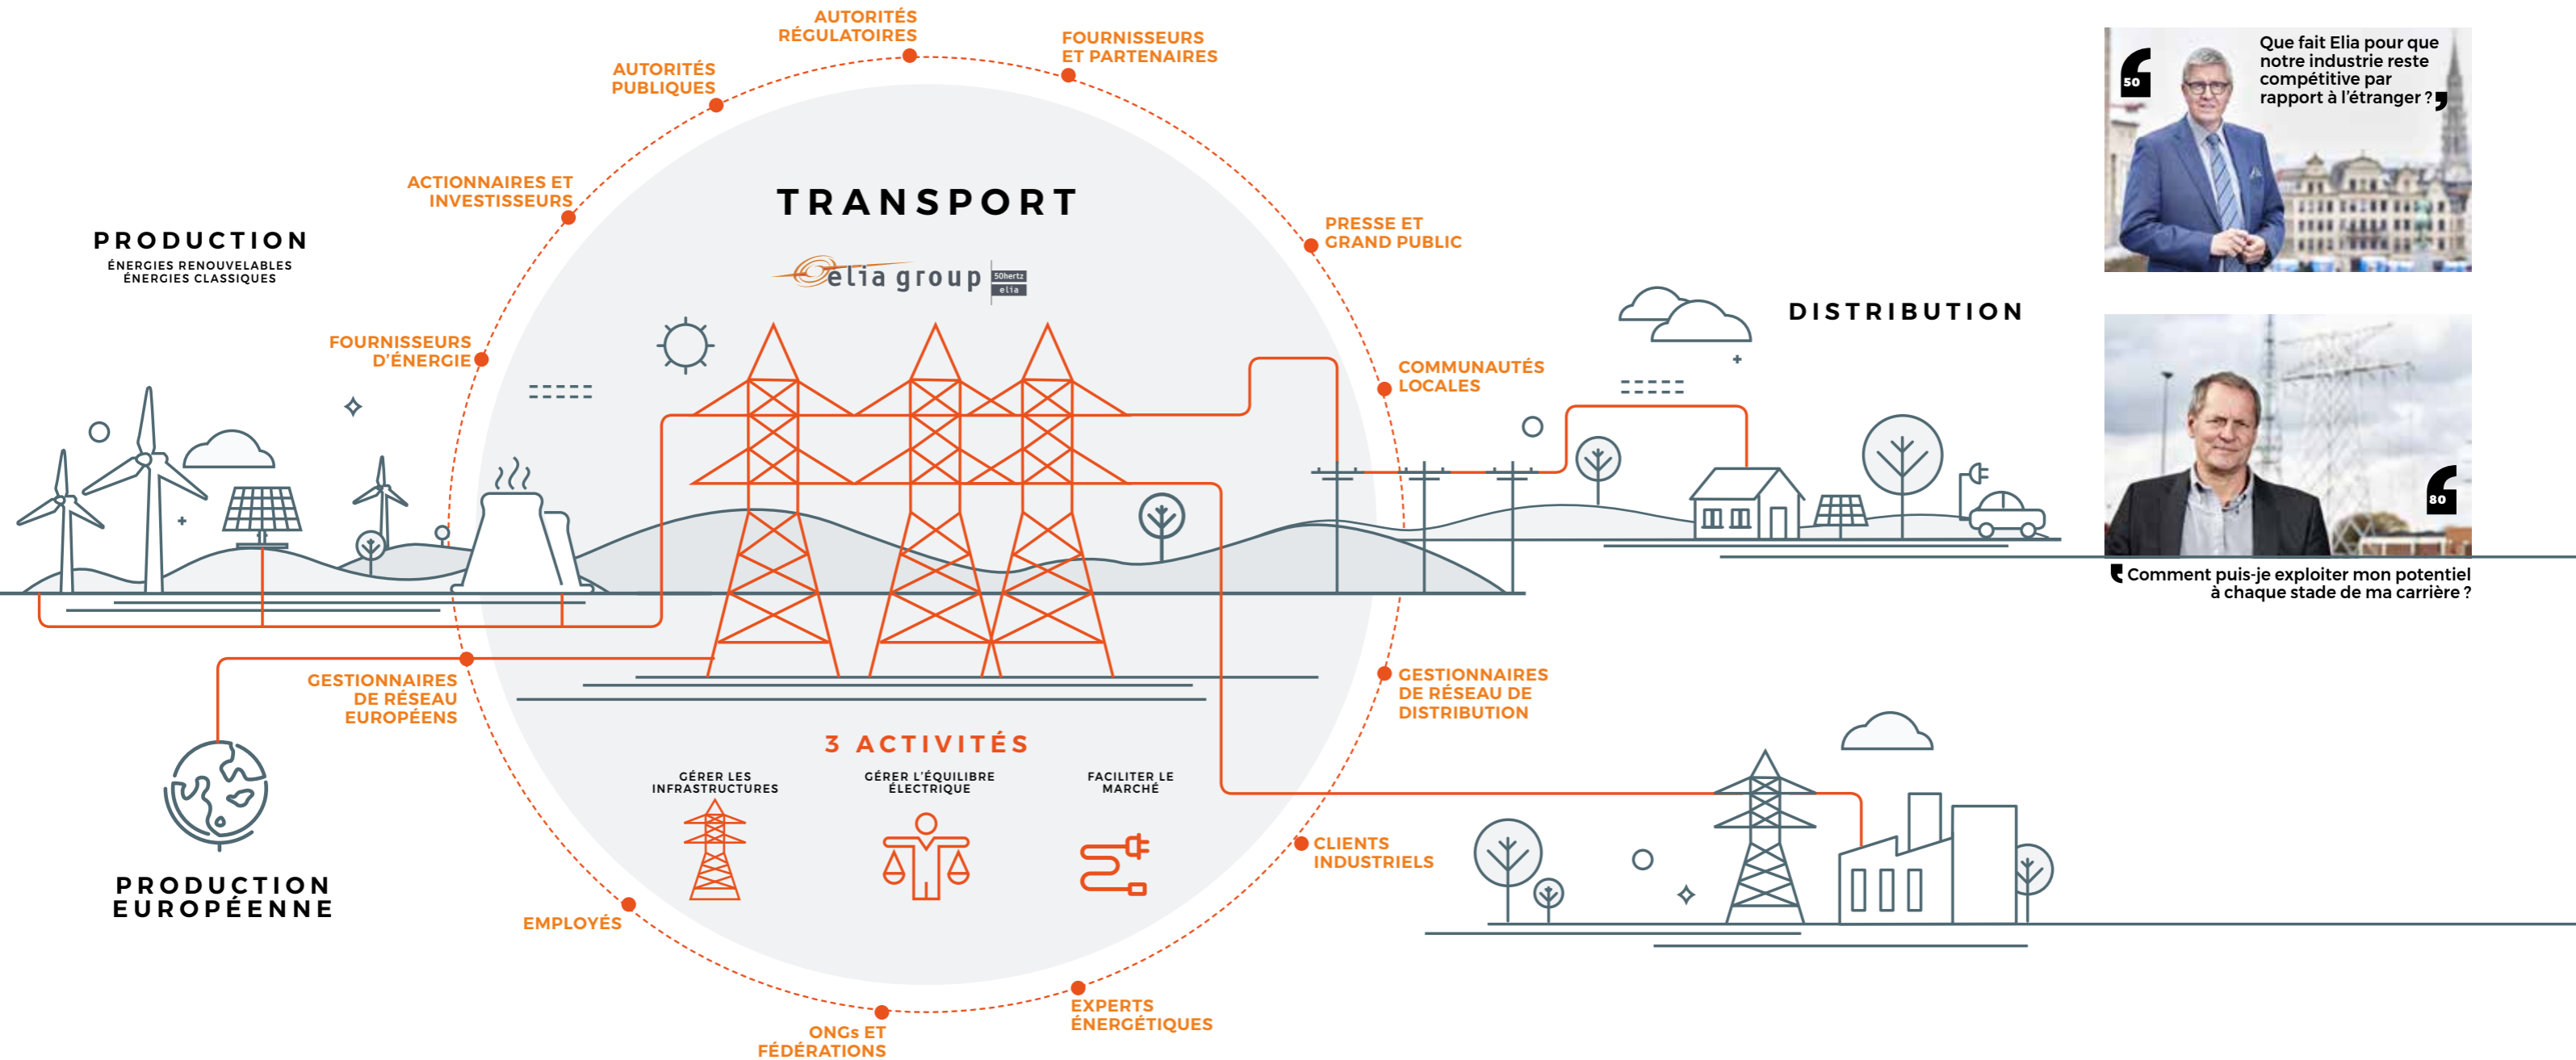 AUTORITÉS
RÉGULATOIRES
FOURNISSEURS
ET PARTENAIRES
AUTORITÉS
PUBLIQUES
ACTIONNAIRES ET
INVESTISSEURS
TRANSPORT
elia group
50hertz
elia
PRESSE ET
GRAND PUBLIC
PRODUCTION
ÉNERGIES RENOUVELABLES
ÉNERGIES CLASSIQUES
FOURNISSEURS
D'ÉNERGIE
DISTRIBUTION
COMMUNAUTÉS
LOCALES
GESTIONNAIRES
DE RÉSEAU
EUROPÉENS
GESTIONNAIRES
DE RÉSEAU DE
DISTRIBUTION
3 ACTIVITÉS
GÉRER LES
INFRASTRUCTURES
GÉRER L'ÉQUILIBRE
ÉLECTRIQUE
FACILITER LE
MARCHÉ
PRODUCTION
EUROPÉENNE
CLIENTS
INDUSTRIELS
EMPLOYÉS
EXPERTS
ÉNERGÉTIQUES
ONGs ET
FÉDÉRATIONS
50
Que fait Elia pour que
notre industrie reste
compétitive par
rapport à l'étranger ?
80
Comment puis-je exploiter mon potentiel
à chaque stade de ma carrière ?